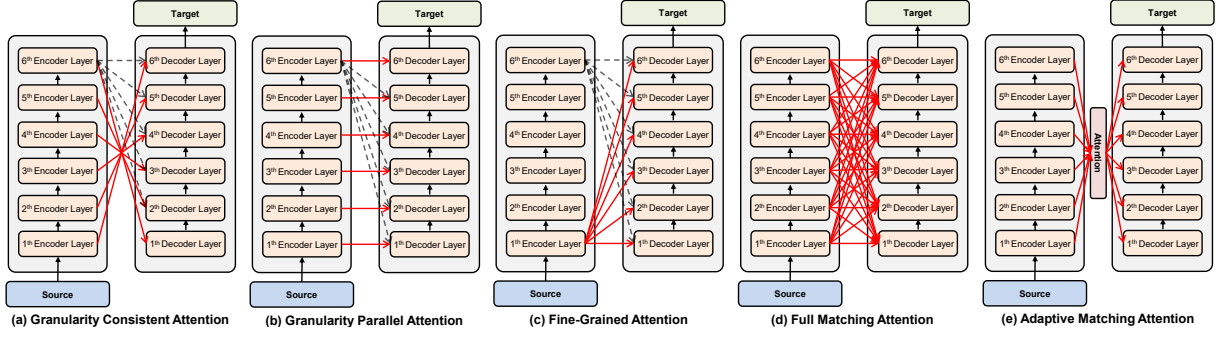 Target
6th Encoder Layer
5th Encoder Layer
4th Encoder Layer
3th Encoder Layer
2th Encoder Layer
1th Encoder Layer
6th Decoder Layer
5th Decoder Layer
4th Decoder Layer
3th Decoder Layer
2th Decoder Layer
1th Decoder Layer
Source
(a) Granularity Consistent Attention
Target
6th Encoder Layer
5th Encoder Layer
4th Encoder Layer
3th Encoder Layer
2th Encoder Layer
1th Encoder Layer
6th Decoder Layer
5th Decoder Layer
4th Decoder Layer
3th Decoder Layer
2th Decoder Layer
1th Decoder Layer
Source
(b) Granularity Parallel Attention
Target
6th Encoder Layer
5th Encoder Layer
4th Encoder Layer
3th Encoder Layer
2th Encoder Layer
1th Encoder Layer
6th Decoder Layer
5th Decoder Layer
4th Decoder Layer
3th Decoder Layer
2th Decoder Layer
1th Decoder Layer
Source
(c) Fine-Grained Attention
Target
6th Encoder Layer
5th Encoder Layer
4th Encoder Layer
3th Encoder Layer
2th Encoder Layer
1th Encoder Layer
6th Decoder Layer
5th Decoder Layer
4th Decoder Layer
3th Decoder Layer
2th Decoder Layer
1th Decoder Layer
Source
(d) Full Matching Attention
Target
6th Encoder Layer
5th Encoder Layer
4th Encoder Layer
3th Encoder Layer
2th Encoder Layer
1th Encoder Layer
Attention
6th Decoder Layer
5th Decoder Layer
4th Decoder Layer
3th Decoder Layer
2th Decoder Layer
1th Decoder Layer
Source
(e) Adaptive Matching Attention